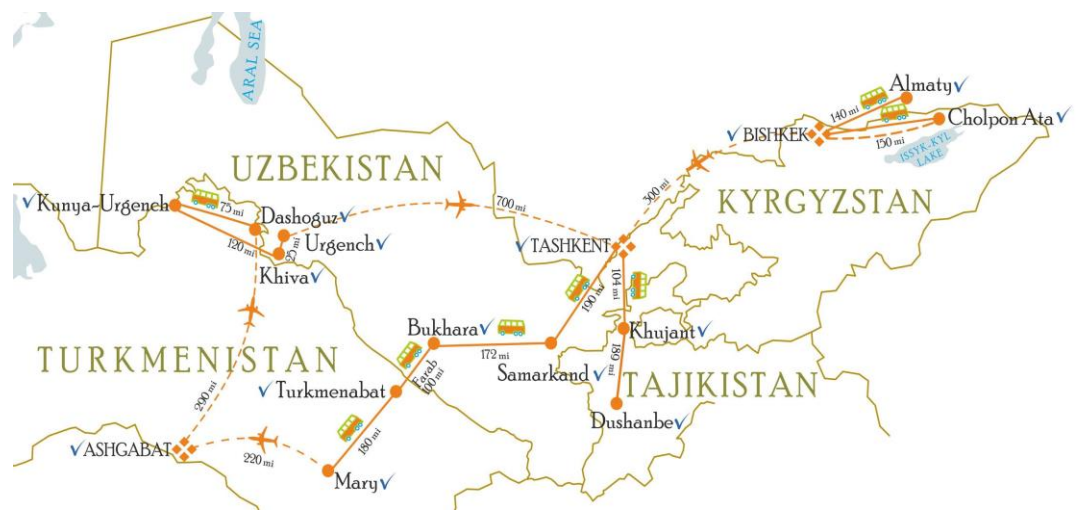 ARAL SEA
Almaty
140 mi
Cholpon Ata
BISHKEK
150 mi
ISSYK-KYL
LAKE
UZBEKISTAN
300 mi
KYRGYZSTAN
Kunya-Urgench
75 mi
Dashoguz
700 mi
Urgench
TASHKENT
120 mi
Khiva
104 mi
190 mi
Bukhara
Khujant
TURKMENISTAN
172 mi
Samarkand
189 mi
TAJIKISTAN
Farab
100 mi
Turkmenabat
290 mi
Dushanbe
180 mi
ASHGABAT
220 mi
Mary